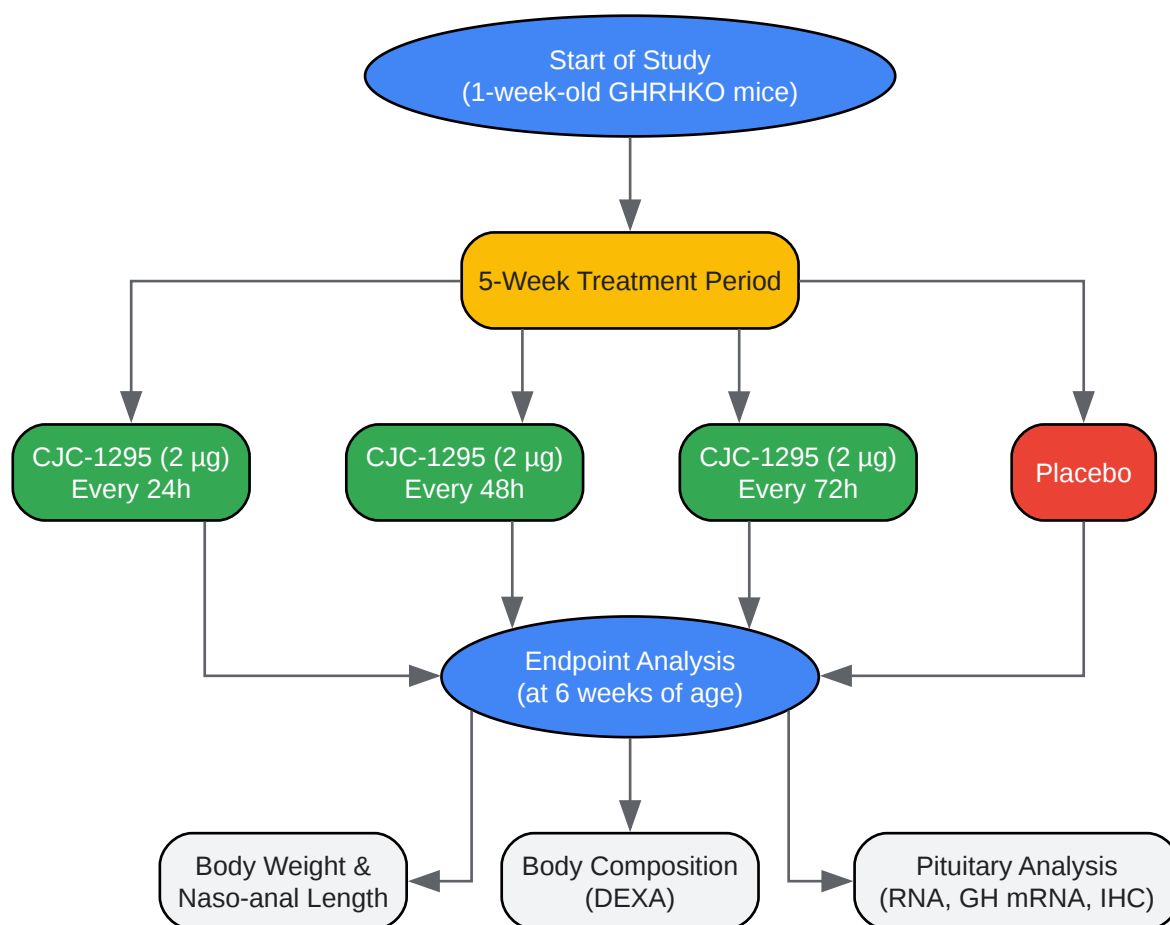 Start of Study
(1-week-old GHRHKO mice)
5-Week Treatment Period
CJC-1295 (2 µg)
Every 24h
CJC-1295 (2 µg)
Every 48h
CJC-1295 (2 µg)
Every 72h
Placebo
Endpoint Analysis
(at 6 weeks of age)
Body Weight &
Naso-anal Length
Body Composition
(DEXA)
Pituitary Analysis
(RNA, GH mRNA, IHC)